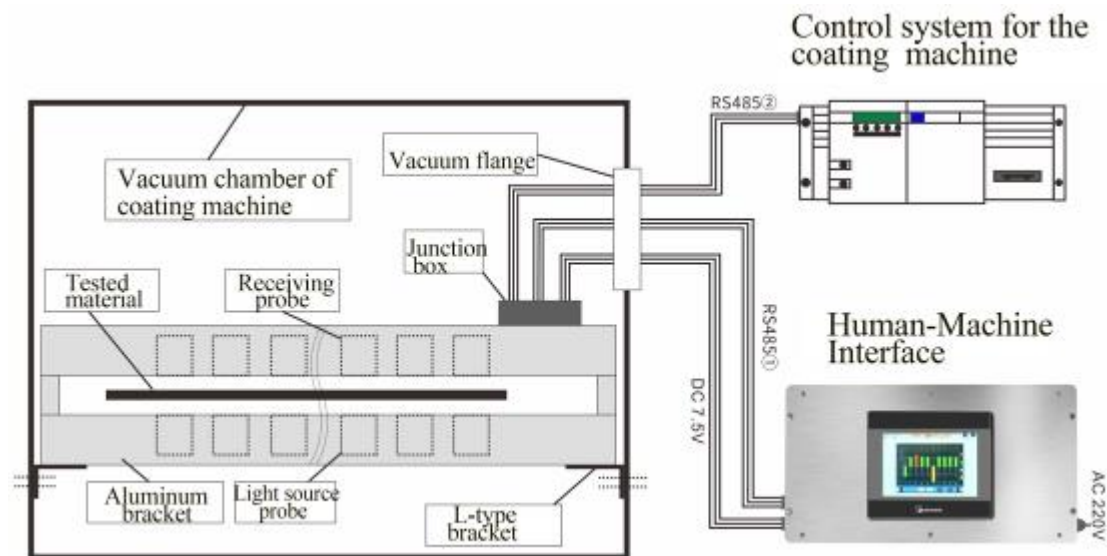 Control system for the
coating machine
RS485②
Vacuum flange
Vacuum chamber of
coating machine
Junction
box
Tested
material
Receiving
probe
RS485①
Human-Machine
Interface
DC 7.5V
AC 220V
Aluminum
bracket
Light source
probe
L-type
bracket